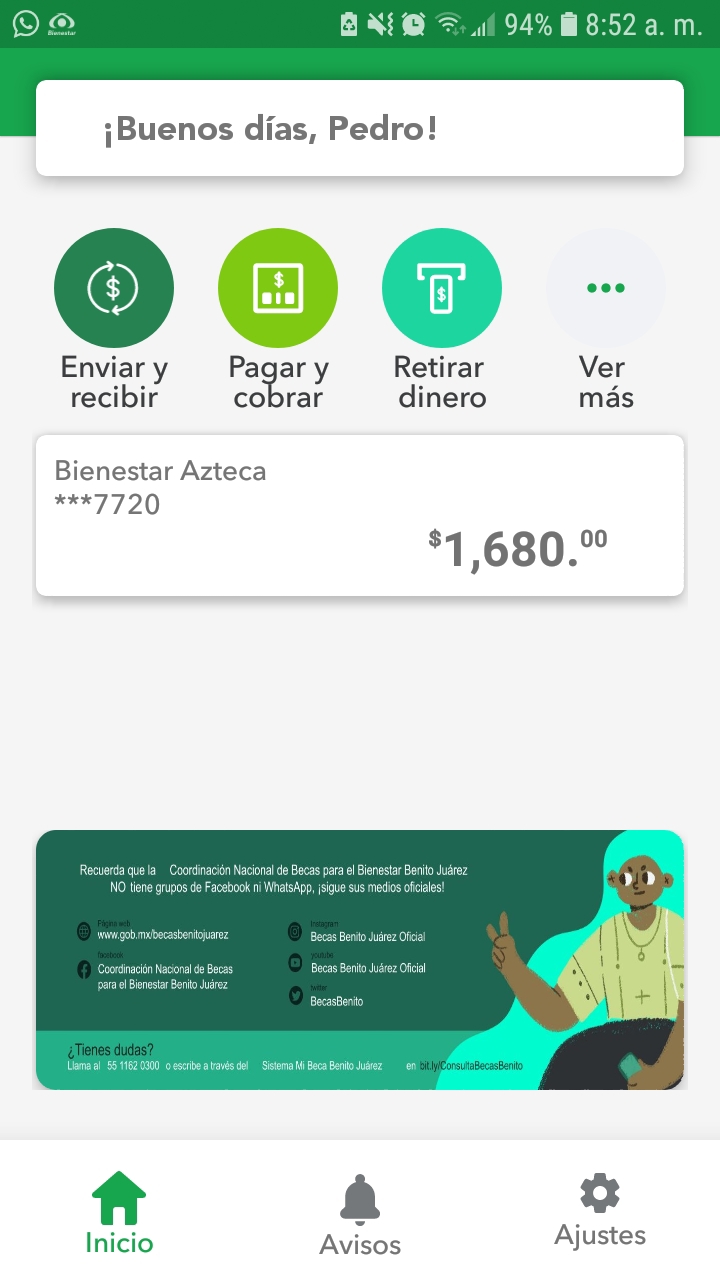 Bienestar
94%
8:52 a. m.
¡Buenos días, Pedro!
Enviar y
recibir
Pagar y
cobrar
Retirar
dinero
Ver
más
Bienestar Azteca
***7720
$1,680.00
Recuerda que la Coordinación Nacional de Becas para el Bienestar Benito Juárez
NO tiene grupos de Facebook ni WhatsApp, ¡sigue sus medios oficiales!
Página web
www.gob.mx/becasbenitojuarez
facebook
Coordinación Nacional de Becas
para el Bienestar Benito Juárez
Instagram
Becas Benito Juárez Oficial
youtube
Becas Benito Juárez Oficial
twitter
BecasBenito
¿Tienes dudas?
Llama al 55 1162 0300 o escribe a través del Sistema Mi Beca Benito Juárez en bit.ly/ConsultaBecasBenito
Inicio
Avisos
Ajustes